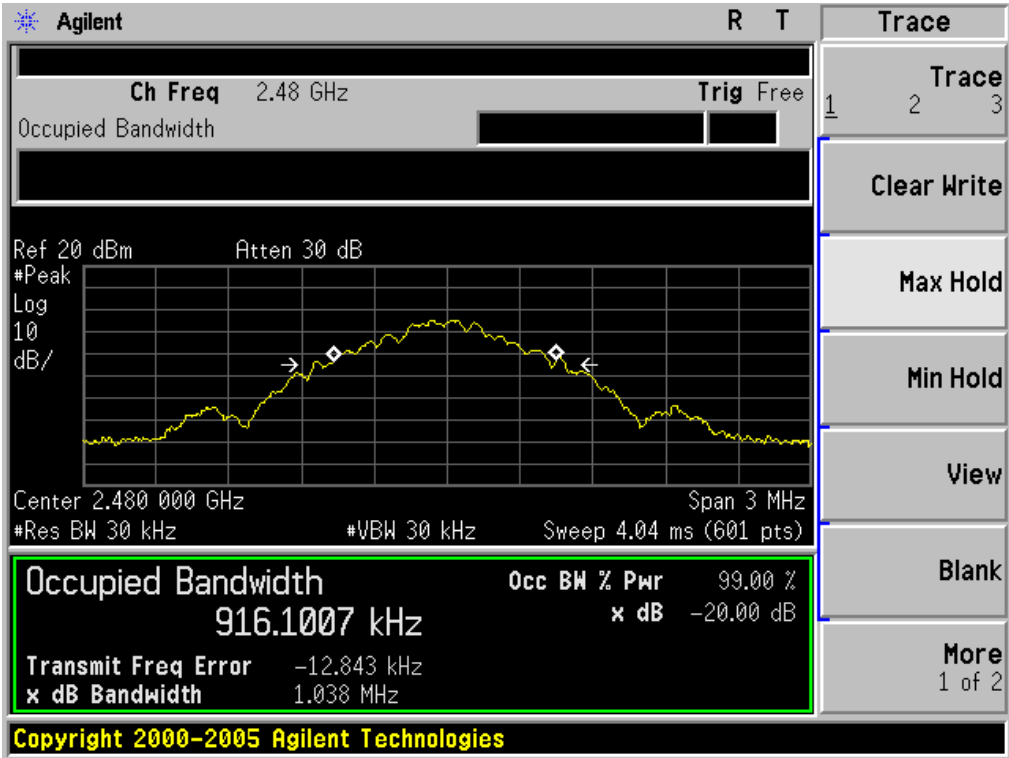 Agilent R T
Ch Freq 2.48 GHz Trig Free
Occupied Bandwidth
Ref 20 dBm Atten 30 dB
#Peak
Log
10
dB/
Center 2.480 000 GHz Span 3 MHz
#Res BW 30 kHz #VBW 30 kHz Sweep 4.04 ms (601 pts)
Occupied Bandwidth
916.1007 kHz
Occ BW % Pwr 99.00 %
x dB -20.00 dB
Transmit Freq Error -12.843 kHz
x dB Bandwidth 1.038 MHz
Copyright 2000-2005 Agilent Technologies
Trace
Trace
1 2 3
Clear Write
Max Hold
Min Hold
View
Blank
More
1 of 2